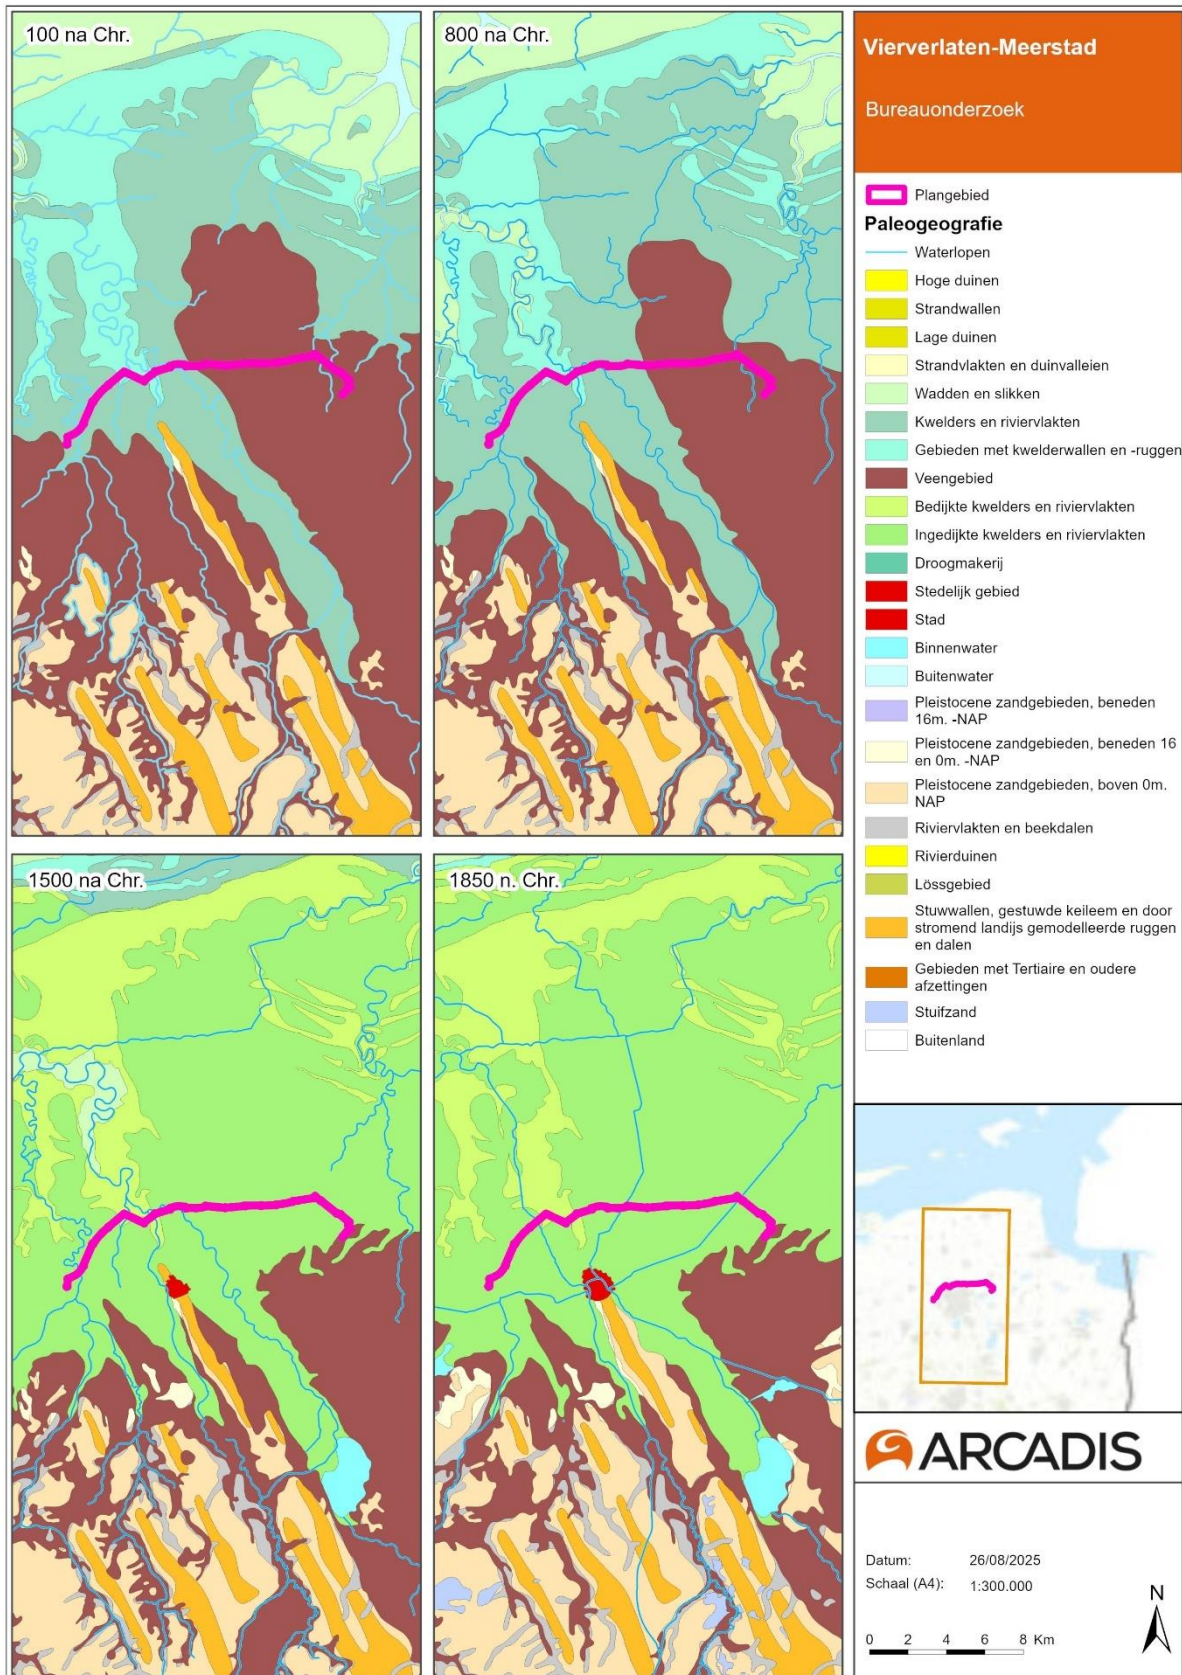 100 na Chr.
800 na Chr.
1500 na Chr.
1850 n. Chr.
Vierverlaten-Meerstad
Bureauonderzoek
Plangebied
Paleogeografie
Waterlopen
Hoge duinen
Strandwallen
Lage duinen
Strandvlakten en duinvalleien
Wadden en slikken
Kwelders en riviervlakten
Gebieden met kwelderwallen en -ruggen
Veengebied
Bedijkte kwelders en riviervlakten
Ingedijkte kwelders en riviervlakten
Droogmakerij
Stedelijk gebied
Stad
Binnenwater
Buitenwater
Pleistocene zandgebieden, beneden
16m. -NAP
Pleistocene zandgebieden, beneden 16
en 0m. -NAP
Pleistocene zandgebieden, boven 0m.
NAP
Riviervlakten en beekdalen
Rivierduinen
Lössgebied
Stuwwallen, gestuwde keileem en door
stromend landijs gemodelleerde ruggen
en dalen
Gebieden met Tertiaire en oudere
afzettingen
Stuifzand
Buitenland
ARCADIS
Datum: 26/08/2025
Schaal (A4): 1:300.000
N
0 2 4 6 8 Km